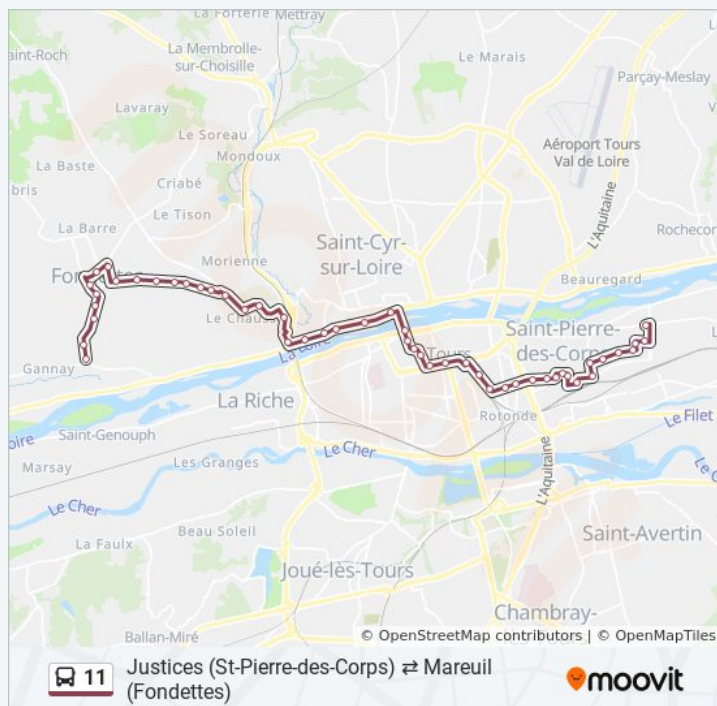 aint-Roch
La Forterie
Mettray
La Membrolle-
sur-Choisille
Le Marais
Parçay-Meslay
Lavaray
Le Soreau
Mondoux
Aéroport Tours
Val de Loire
La Baste
Criabé
bris
Le Tison
L'Aquitaine
La Barre
Rochecor
Morienne
Saint-Cyr-
sur-Loire
Beauregard
Le Chauss
Saint-Pierre-
des-Corps
La Loire
Tours
Gannay
La Riche
Rotonde
oire
Saint-Genouph
Le Cher
Le Filet
Marsay
Les Granges
L'Aquitaine
Le C
Le Cher
Beau Soleil
Saint-Avertin
La Faulx
Joué-lès-Tours
Chambray-
Ballan-Miré
© OpenStreetMap contributors | © OpenMapTiles
11 Justices (St-Pierre-des-Corps) ⇄ Mareuil
(Fondettes)
moovit